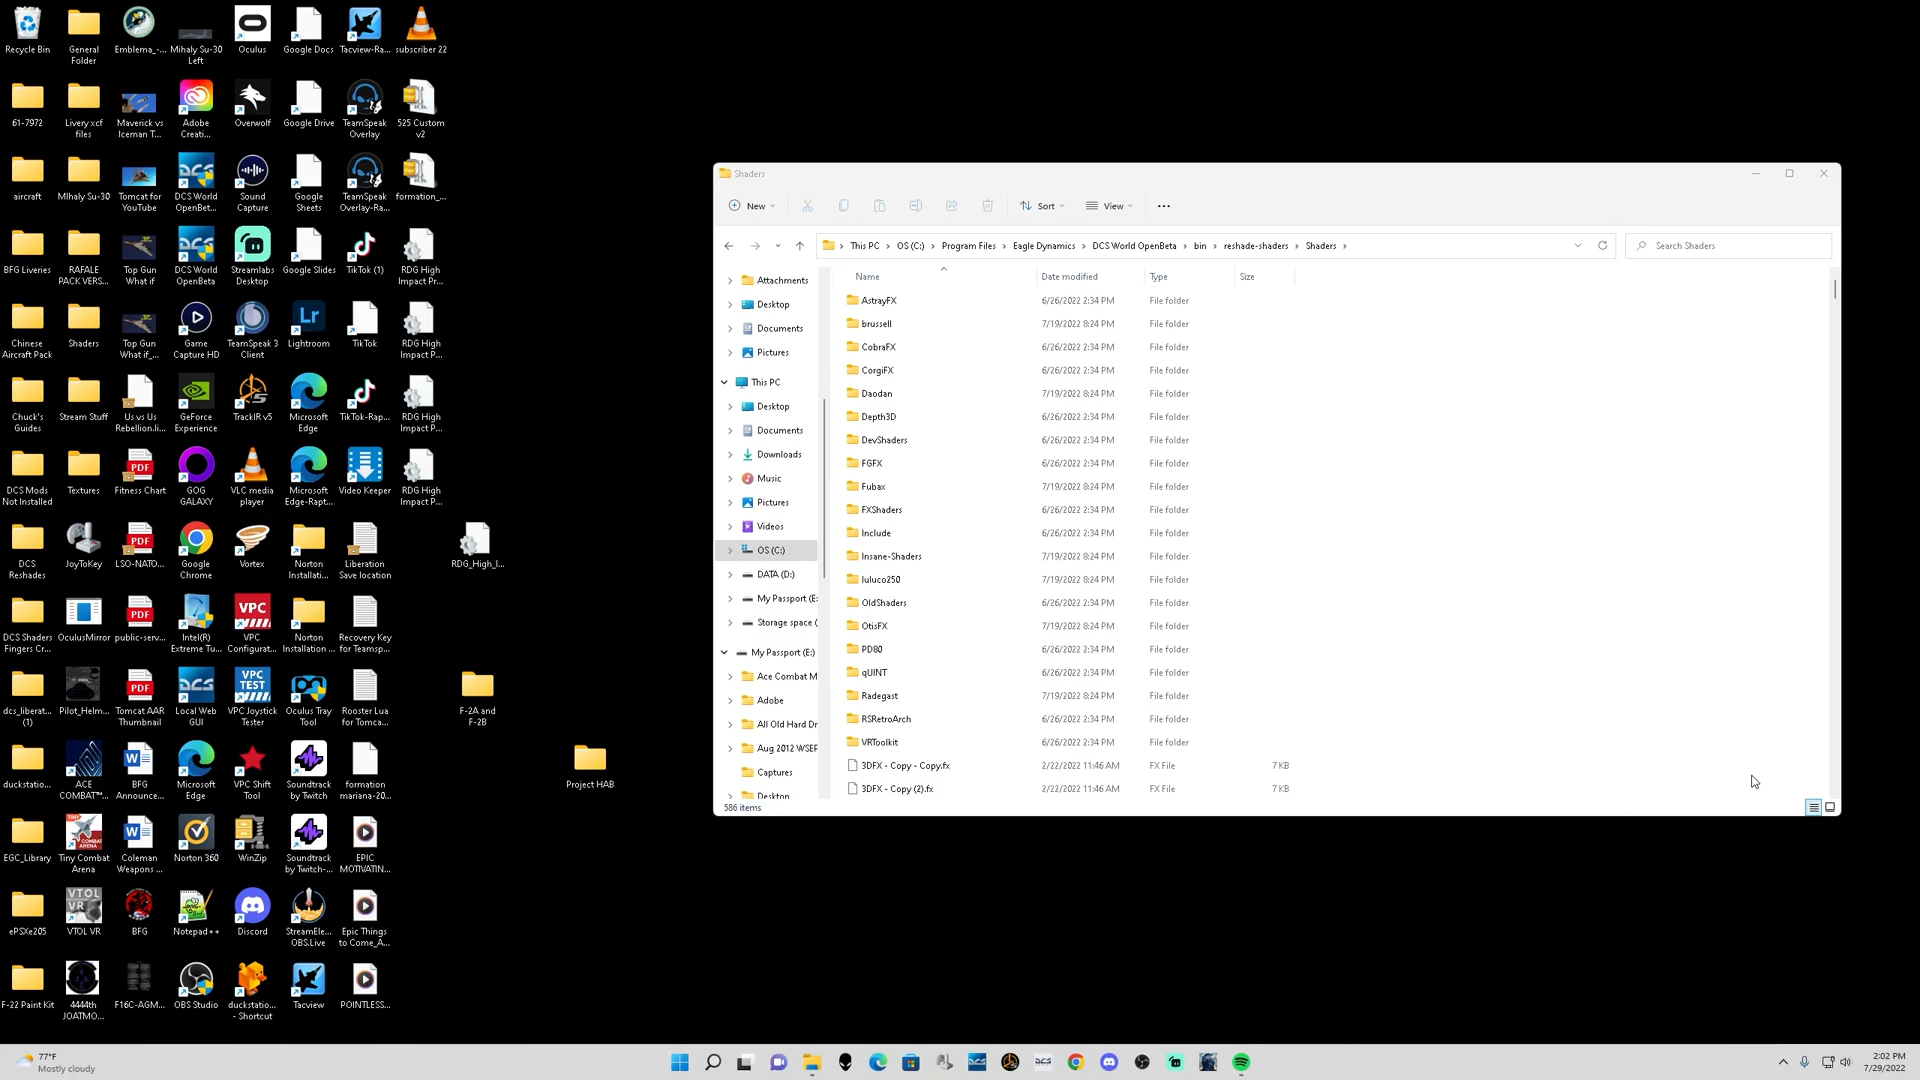 Recycle Bin
General
Folder
Emblema_-...
Mihaly Su-30
Left
Oculus
Google Docs
Tacview-Ra...
subscriber 22
61-7972
Livery xcf
files
Maverick vs
Iceman T...
Adobe
Creati...
Overwolf
Google Drive
TeamSpeak
Overlay
525 Custom
v2
aircraft
MIhaly Su-30
Tomcat for
YouTube
DCS World
OpenBet...
Sound
Capture
Google
Sheets
TeamSpeak
Overlay-Ra...
formation_...
BFG Liveries
RAFALE
PACK VERS...
Top Gun
What if
DCS World
OpenBeta
Streamlabs
Desktop
Google Slides
TikTok (1)
RDG High
Impact Pr...
Chinese
Aircraft Pack
Shaders
Top Gun
What if_...
Game
Capture HD
TeamSpeak 3
Client
Lr
Lightroom
TikTok
RDG High
Impact P...
Chuck's
Guides
Stream Stuff
Us vs Us
Rebellion.li...
GeForce
Experience
TrackIR v5
Microsoft
Edge
TikTok-Rap...
RDG High
Impact P...
DCS Mods
Not Installed
Textures
PDF
Fitness Chart
GOG
GALAXY
VLC media
player
Microsoft
Edge-Rapt...
Video Keeper
RDG High
Impact P...
DCS
Reshades
JoyToKey
PDF
LSO-NATO...
Google
Chrome
Vortex
Norton
Installati...
Liberation
Save location
RDG_High_I...
DCS Shaders
Fingers Cr...
OculusMirror
PDF
public-serv...
Intel(R)
Extreme Tu...
VPC
VPC
Configurat...
Norton
Installation ...
Recovery Key
for Teamsp...
dcs_liberat...
(1)
Pilot_Helm...
PDF
Tomcat AAR
Thumbnail
Local Web
GUI
VPC
TEST
VPC Joystick
Tester
Oculus Tray
Tool
Rooster Lua
for Tomca...
F-2A and
F-2B
duckstatio...
ACE
COMBAT™...
BFG
Announce...
Microsoft
Edge
VPC Shift
Tool
Soundtrack
by Twitch
formation
mariana-20...
Project HAB
EGC_Library
Tiny Combat
Arena
Coleman
Weapons ...
Norton 360
WinZip
Soundtrack
by Twitch-...
EPIC
MOTIVATIN...
ePSXe205
VTOL
VR
VTOL VR
BFG
Notepad++
Discord
StreamEle...
OBS.Live
Epic Things
to Come_A...
F-22 Paint Kit
4444th
JOATMO...
F16C-AGM...
OBS Studio
duckstatio...
- Shortcut
Tacview
POINTLESS...
Shaders
New
Sort
View
This PC > OS (C:) > Program Files > Eagle Dynamics > DCS World OpenBeta > bin > reshade-shaders > Shaders >
Search Shaders
Attachments
Desktop
Documents
Pictures
This PC
Desktop
Documents
Downloads
Music
Pictures
Videos
OS (C:)
DATA (D:)
My Passport (E:
Storage space (
My Passport (E:)
Ace Combat M
Adobe
All Old Hard Dr
Aug 2012 WSEP
Captures
Desktop
Name Date modified Type Size
AstrayFX 6/26/2022 2:34 PM File folder
brussell 7/19/2022 8:24 PM File folder
CobraFX 6/26/2022 2:34 PM File folder
CorgiFX 6/26/2022 2:34 PM File folder
Daodan 7/19/2022 8:24 PM File folder
Depth3D 6/26/2022 2:34 PM File folder
DevShaders 6/26/2022 2:34 PM File folder
FGFX 6/26/2022 2:34 PM File folder
Fubax 7/19/2022 8:24 PM File folder
FXShaders 6/26/2022 2:34 PM File folder
Include 6/26/2022 2:34 PM File folder
Insane-Shaders 7/19/2022 8:24 PM File folder
luluco250 7/19/2022 8:24 PM File folder
OldShaders 6/26/2022 2:34 PM File folder
OtisFX 7/19/2022 8:24 PM File folder
PD80 6/26/2022 2:34 PM File folder
qUINT 6/26/2022 2:34 PM File folder
Radegast 7/19/2022 8:24 PM File folder
RSRetroArch 6/26/2022 2:34 PM File folder
VRToolkit 6/26/2022 2:34 PM File folder
3DFX - Copy - Copy.fx 2/22/2022 11:46 AM FX File 7 KB
3DFX - Copy (2).fx 2/22/2022 11:46 AM FX File 7 KB
586 items
77°F
Mostly cloudy
2:02 PM
7/29/2022